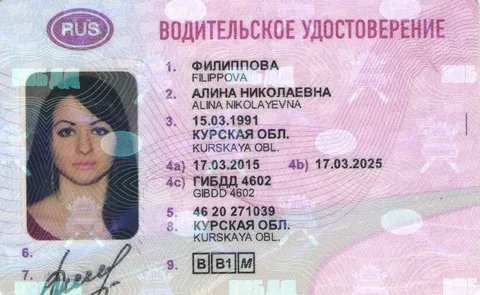 RUS ВОДИТЕЛЬСКОЕ УДОСТОВЕРЕНИЕ
1. ФИЛИППОВА
FILIPPOVA
2. АЛИНА НИКОЛАЕВНА
ALINA NIKOLAYEVNA
3. 15.03.1991
КУРСКАЯ ОБЛ.
KURSKAYA OBL.
4a) 17.03.2015 4b) 17.03.2025
4c) ГИБДД 4602
GIBDD 4602
5. 46 20 271039
8. КУРСКАЯ ОБЛ.
KURSKAYA OBL.
6.
7.
9. B B1 M